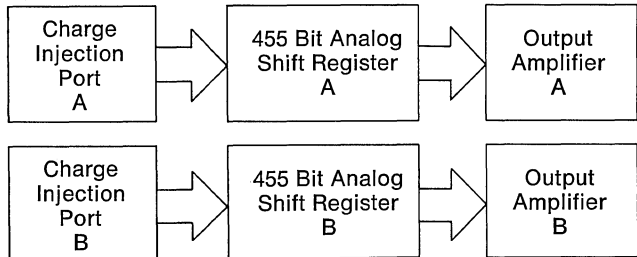 Charge
Injection
Port
A
455 Bit Analog
Shift Register
A
Output
Amplifier
A
Charge
Injection
Port
B
455 Bit Analog
Shift Register
B
Output
Amplifier
B